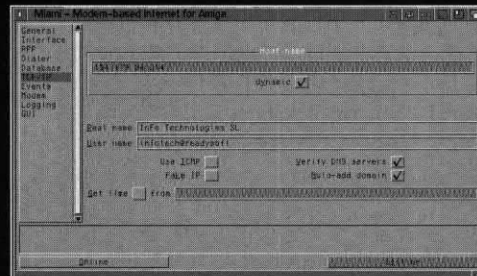 Miami - Modem-based Internet for Amiga
General
Interface
PPP
Dialer
Database
TCP/IP
Events
Modem
Logging
GUI
Host name
dynamic
Real name InFo Technologies SL
User name infotech@readysoft
Use ICMP
Verify DNS servers
Fake IP
Auto-add domain
Get time from
Online